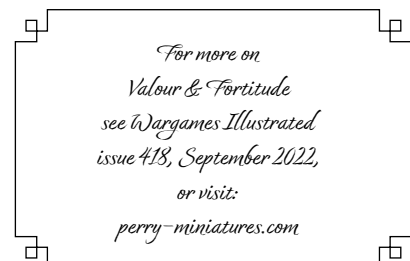 For more on
Valour & Fortitude
see Wargames Illustrated
issue 418, September 2022,
or visit:
perry-miniatures.com